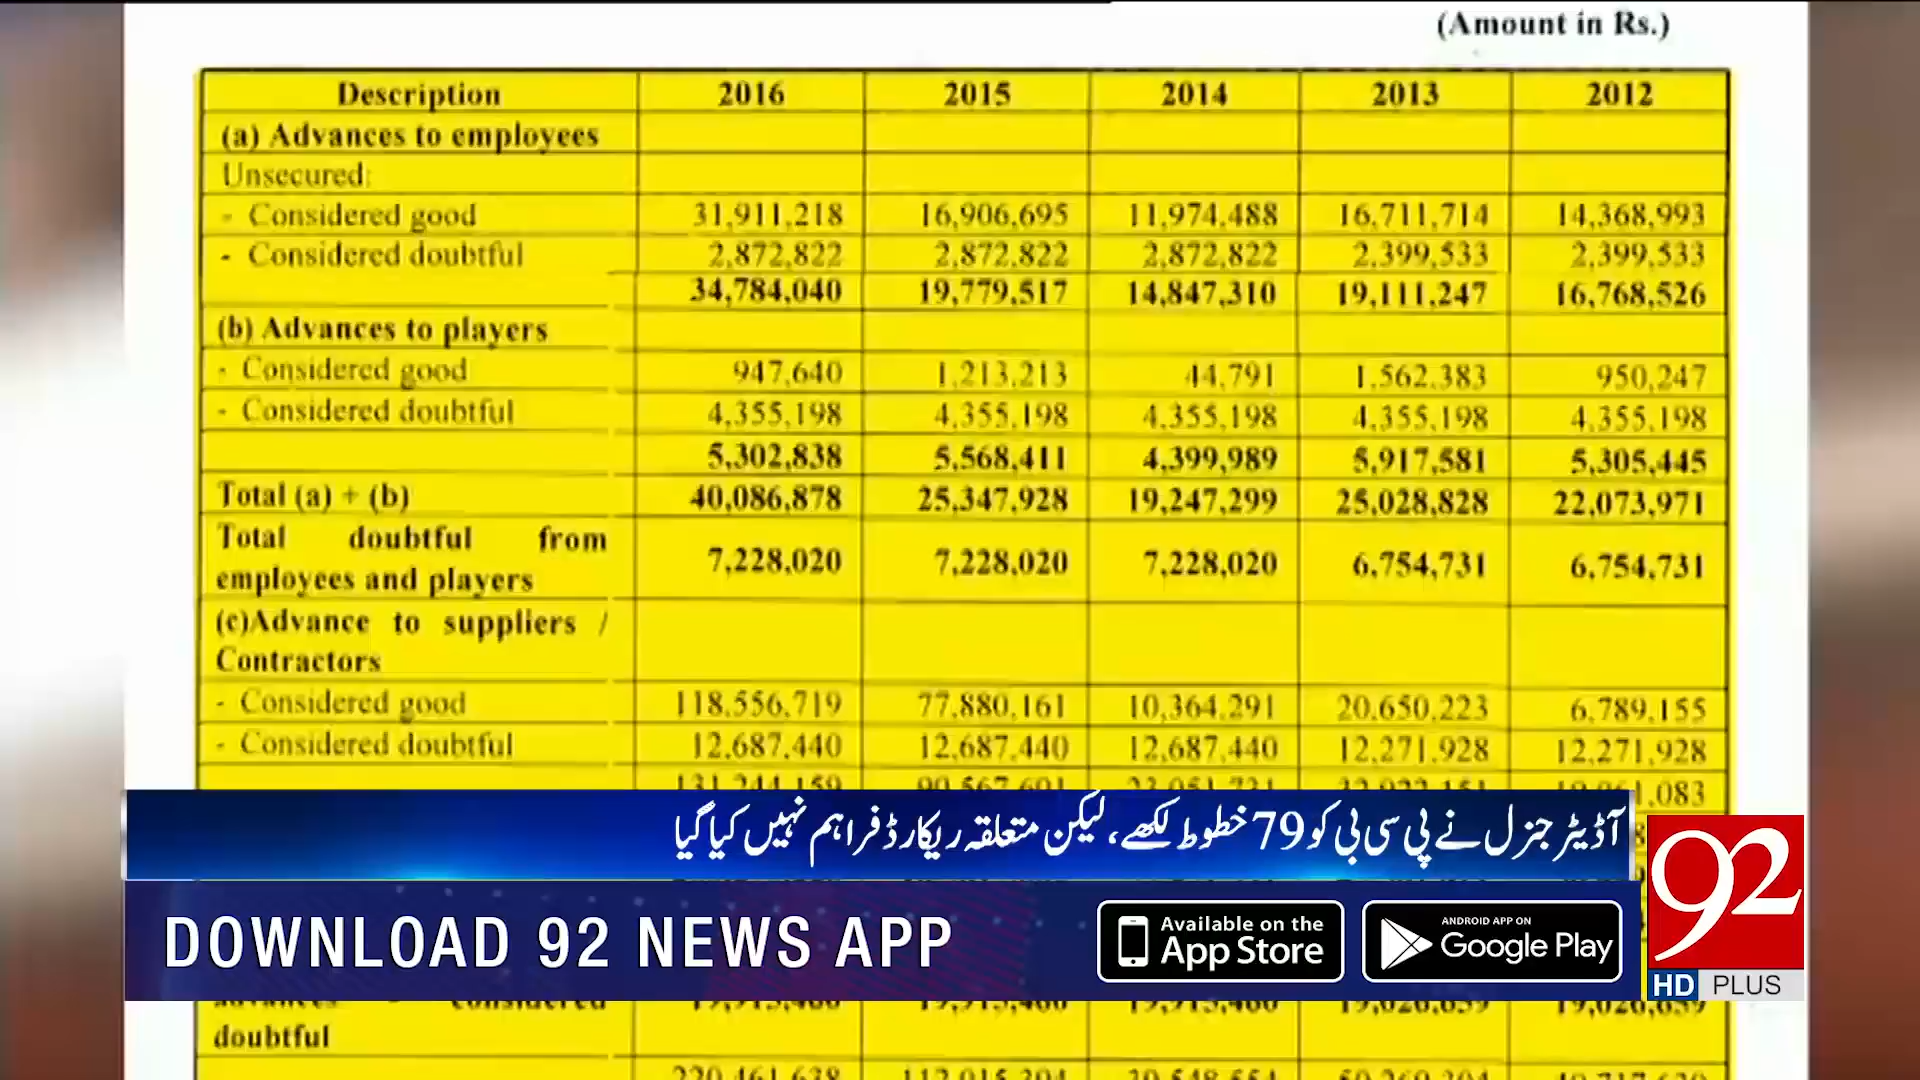 (Amount in Rs.)
Description 2016 2015 2014 2013 2012
(a) Advances to employees
Unsecured:
- Considered good 31,911,218 16,906,695 11,974,488 16,711,714 14,368,993
- Considered doubtful 2,872,822 2,872,822 2,872,822 2,399,533 2,399,533
34,784,040 19,779,517 14,847,310 19,111,247 16,768,526
(b) Advances to players
- Considered good 947,640 1,213,213 44,791 1,562,383 950,247
- Considered doubtful 4,355,198 4,355,198 4,355,198 4,355,198 4,355,198
5,302,838 5,568,411 4,399,989 5,917,581 5,305,445
Total (a) + (b) 40,086,878 25,347,928 19,247,299 25,028,828 22,073,971
Total doubtful from
employees and players 7,228,020 7,228,020 7,228,020 6,754,731 6,754,731
(c)Advance to suppliers /
Contractors
- Considered good 118,556,719 77,880,161 10,364,291 20,650,223 6,789,155
- Considered doubtful 12,687,440 12,687,440 12,687,440 12,271,928 12,271,928
آڈیٹر جنرل نے پی سی بی کو 79 خطوط لکھے، لیکن متعلقہ ریکارڈ فراہم نہیں کیا گیا
DOWNLOAD 92 NEWS APP
Available on the
App Store
ANDROID APP ON
Google Play
92
HD PLUS
doubtful